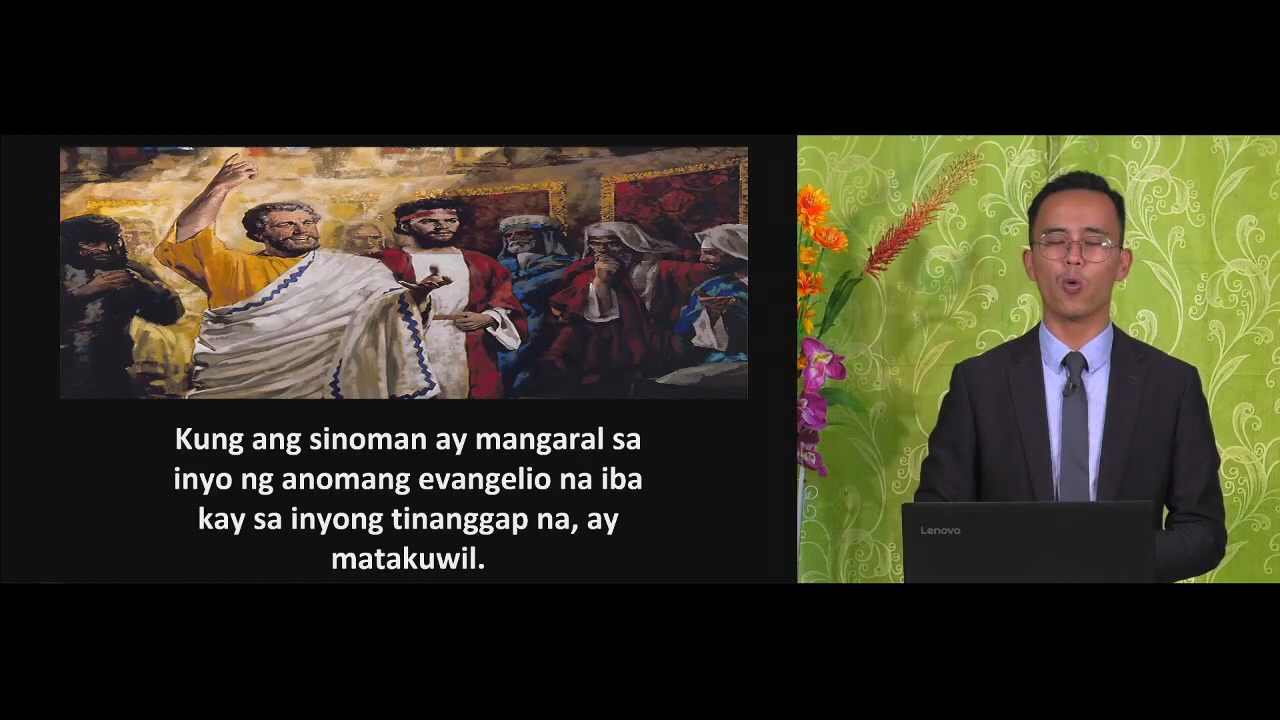 Kung ang sinoman ay mangaral sa
inyo ng anomang evangelio na iba
kay sa inyong tinanggap na, ay
matakuwil.
Lenovo